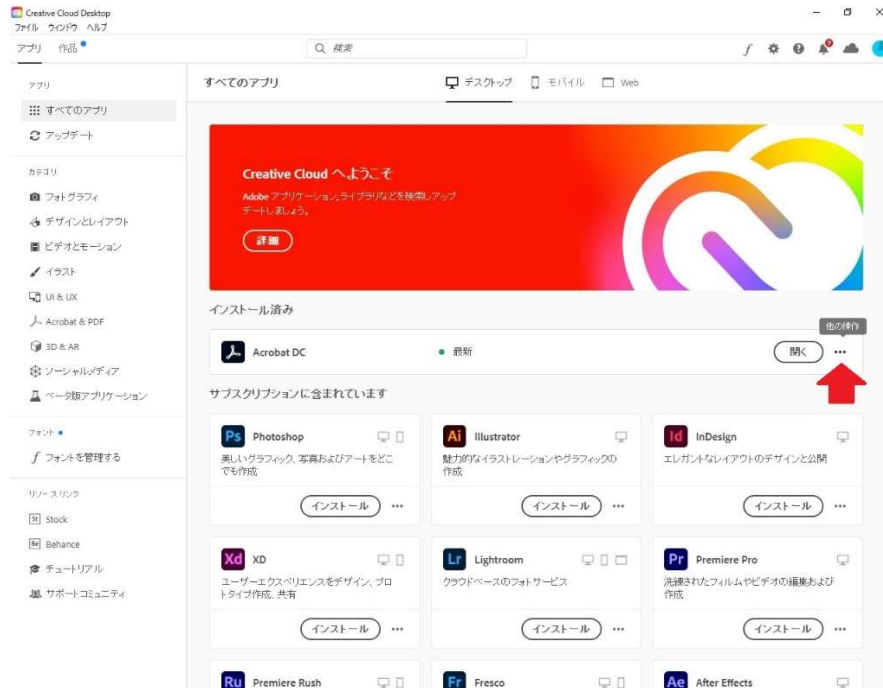 Creative Cloud Desktop
ファイル ウィンドウ ヘルプ
アプリ 作品
検索
7
アプリ
すべてのアプリ
アップデート
カテゴリ
フォトグラフィ
デザインとレイアウト
ビデオとモーション
イラスト
UI & UX
Acrobat & PDF
3D & AR
ソーシャルメディア
ベータ版アプリケーション
フォント
フォントを管理する
リソースリンク
St Stock
Be Behance
チュートリアル
サポートコミュニティ
すべてのアプリ
デスクトップ モバイル Web
Creative Cloud へようこそ
Adobe アプリケーション、ライブラリなどを検索しアップ
デートしましょう。
詳細
インストール済み
他の操作
Acrobat DC 最新 開く
サブスクリプションに含まれています
Ps Photoshop
美しいグラフィック、写真およびアートをどこ
でも作成
インストール
Ai Illustrator
魅力的なイラストレーションやグラフィックの
作成
インストール
Id InDesign
エレガントなレイアウトのデザインと公開
インストール
Xd XD
ユーザーエクスペリエンスをデザイン、プロ
トタイプ作成、共有
インストール
Lr Lightroom
クラウドベースのフォトサービス
インストール
Pr Premiere Pro
洗練されたフィルムやビデオの編集および
作成
インストール
Ru Premiere Rush
Fr Fresco
Ae After Effects